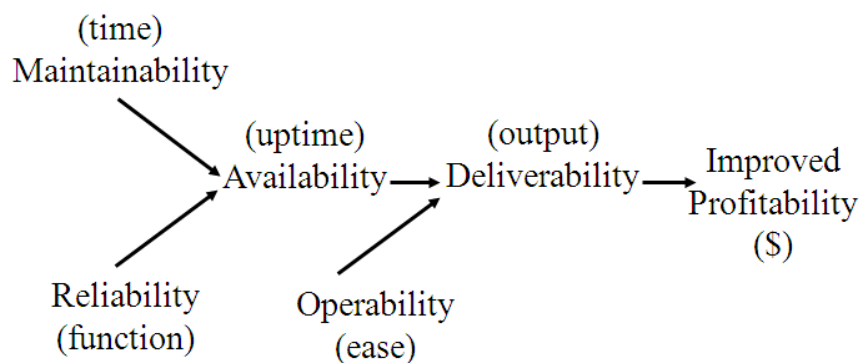 (time)
Maintainability
(uptime)
Availability
(output)
Deliverability
Improved
Profitability
($)
Reliability
(function)
Operability
(ease)